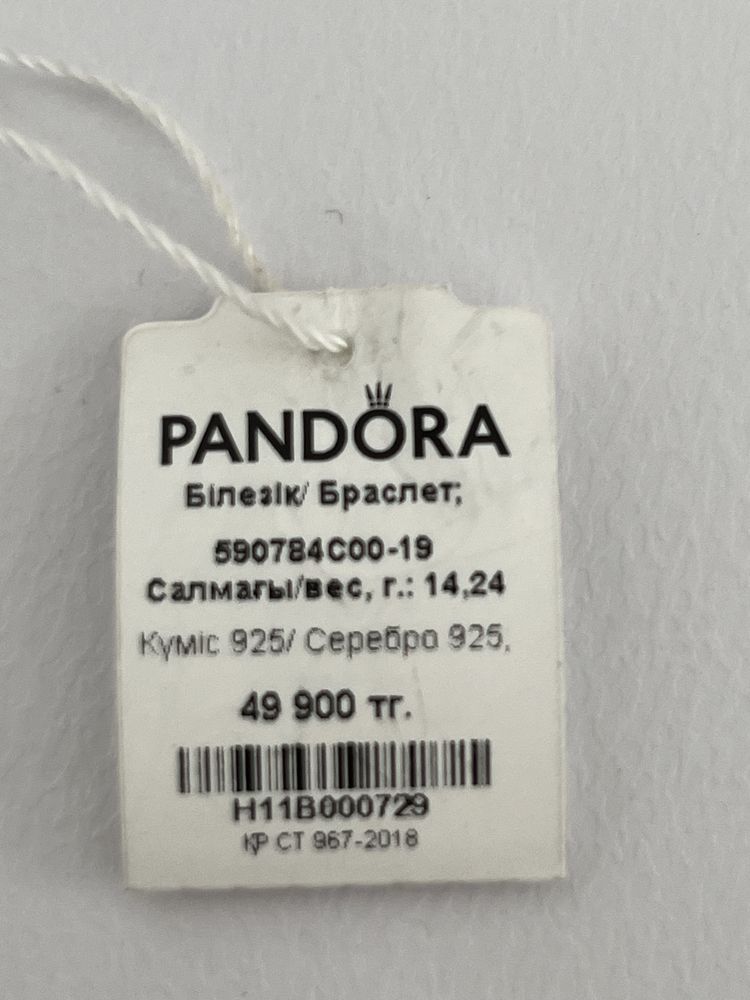 PANDORA
Білезік/ Браслет;
590784C00-19
Салмағы/вес, г.: 14,24
Күміс 925/ Серебро 925,
49 900 тг.
H11B000729
ҚР СТ 967-2018